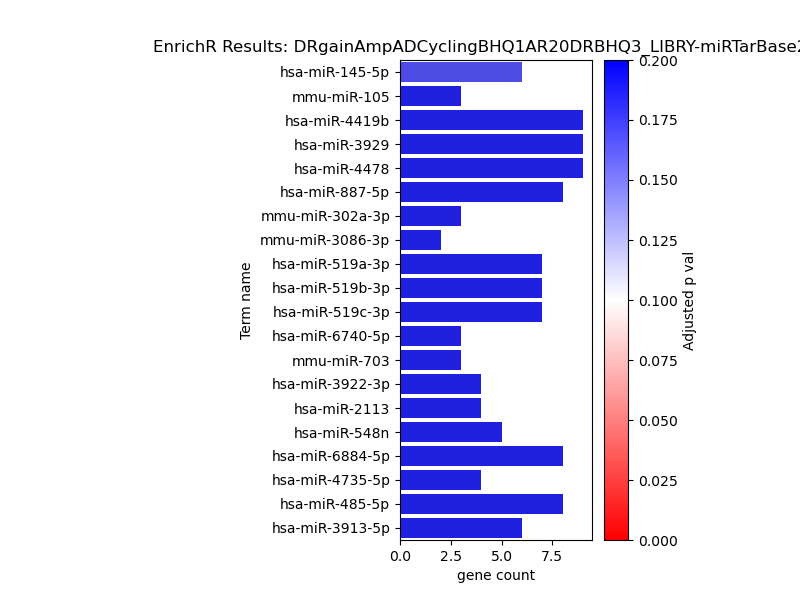 EnrichR Results: DRgainAmpADCyclingBHQ1AR20DRBHQ3_LIBRY-miRTarBase2
hsa-miR-145-5p
mmu-miR-105
hsa-miR-4419b
hsa-miR-3929
hsa-miR-4478
hsa-miR-887-5p
mmu-miR-302a-3p
mmu-miR-3086-3p
hsa-miR-519a-3p
hsa-miR-519b-3p
hsa-miR-519c-3p
hsa-miR-6740-5p
mmu-miR-703
hsa-miR-3922-3p
hsa-miR-2113
hsa-miR-548n
hsa-miR-6884-5p
hsa-miR-4735-5p
hsa-miR-485-5p
hsa-miR-3913-5p
Term name
0.0 2.5 5.0 7.5
gene count
0.200
0.175
0.150
0.125
0.100
0.075
0.050
0.025
0.000
Adjusted p val